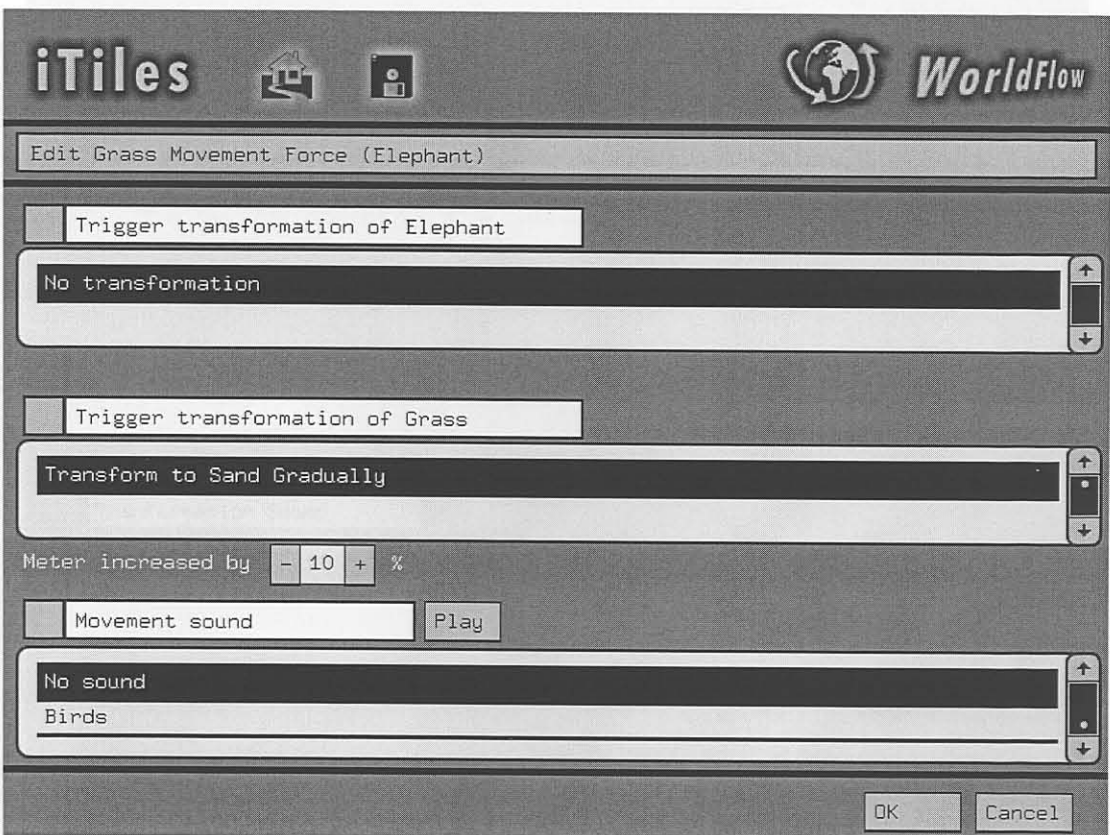 iTiles WorldFlow
Edit Grass Movement Force (Elephant)
Trigger transformation of Elephant
No transformation
Trigger transformation of Grass
Transform to Sand Gradually
Meter increased by - 10 + %
Movement sound Play
No sound
Birds
OK Cancel